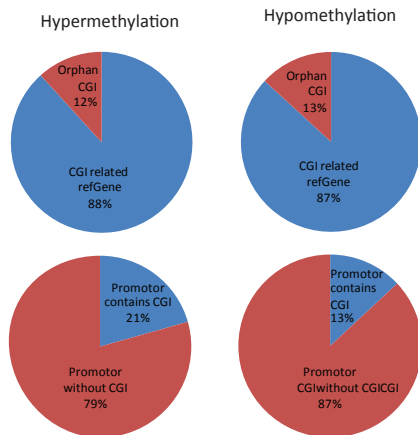 Hypermethylation
Hypomethylation
Orphan
CGI
12%
CGI related
refGene
88%
Orphan
CGI
13%
CGI related
refGene
87%
Promotor
contains CGI
21%
Promotor
without CGI
79%
Promotor
contains
CGI
13%
Promotor
CGIwithout CGICGI
87%